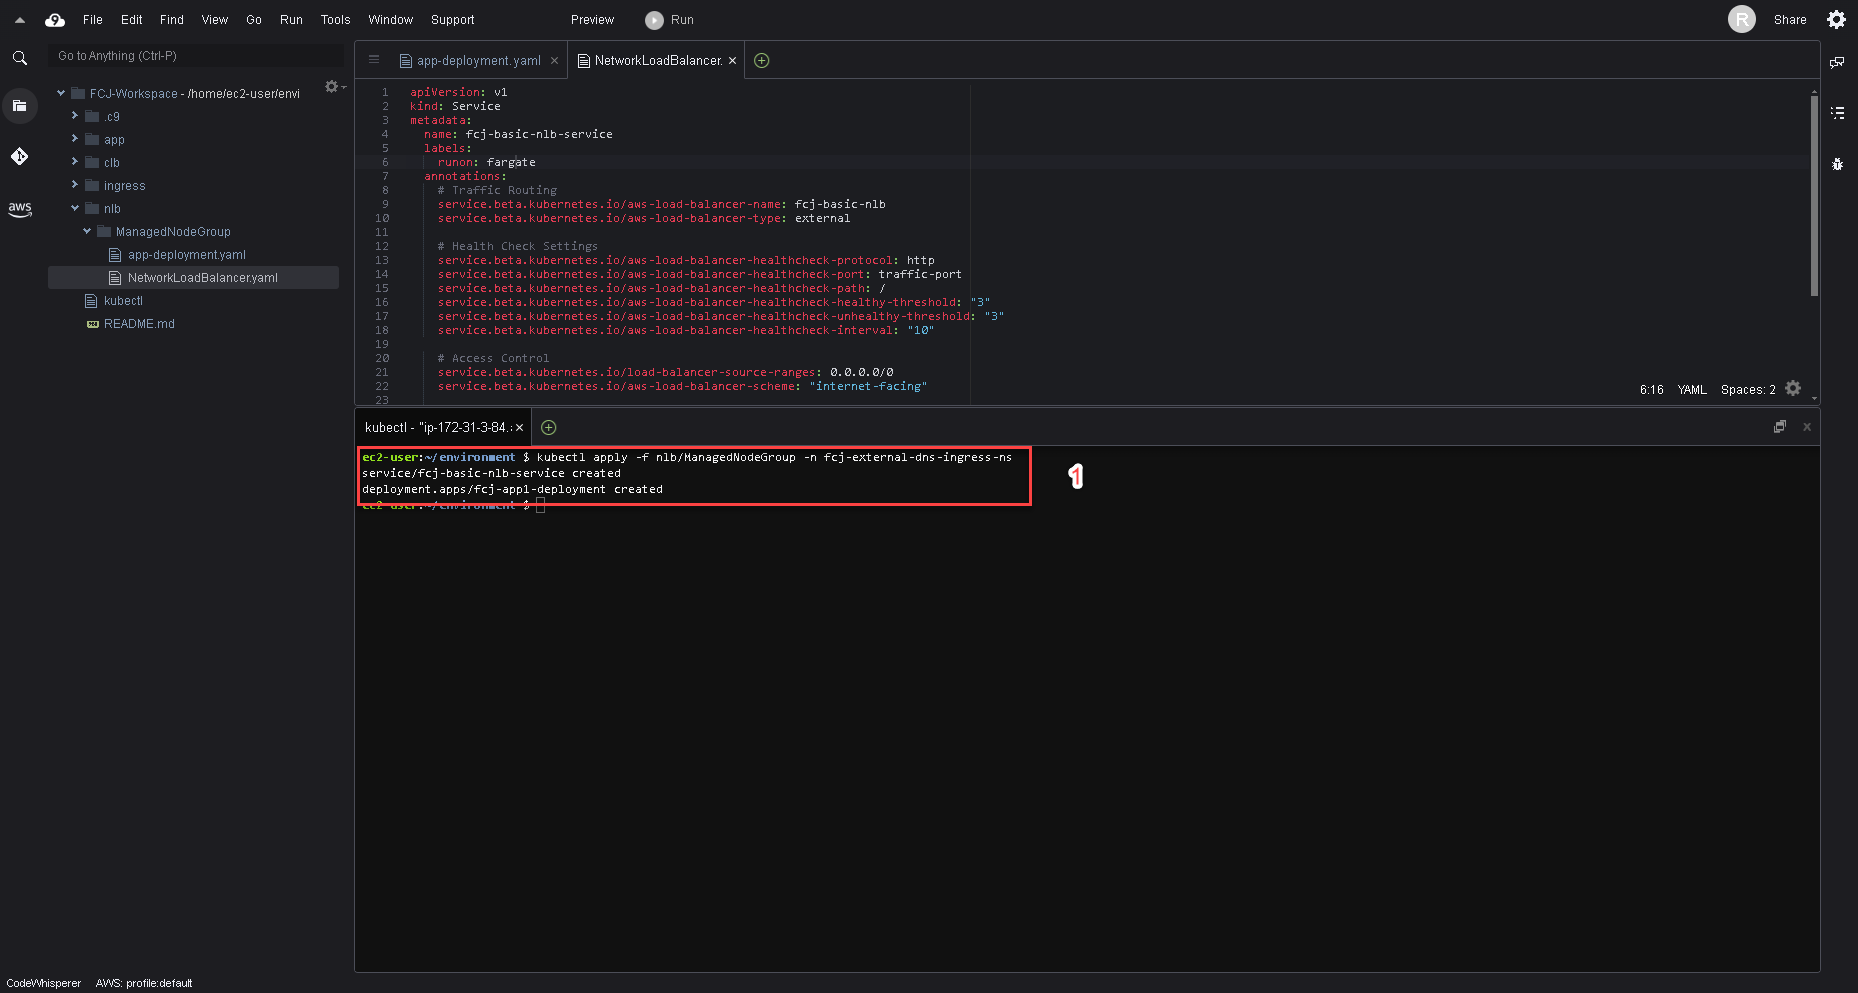 File Edit Find View Go Run Tools Window Support Preview Run R Share
Go to Anything (Ctrl-P)
FCJ-Workspace - /home/ec2-user/envi
.c9
app
clb
ingress
nlb
ManagedNodeGroup
app-deployment.yaml
NetworkLoadBalancer.yaml
kubectl
README.md
aws
app-deployment.yaml
NetworkLoadBalancer.
1 apiVersion: v1
2 kind: Service
3 metadata:
4 name: fcj-basic-nlb-service
5 labels:
6 runon: fargate
7 annotations:
8 # Traffic Routing
9 service.beta.kubernetes.io/aws-load-balancer-name: fcj-basic-nlb
10 service.beta.kubernetes.io/aws-load-balancer-type: external
11
12 # Health Check Settings
13 service.beta.kubernetes.io/aws-load-balancer-healthcheck-protocol: http
14 service.beta.kubernetes.io/aws-load-balancer-healthcheck-port: traffic-port
15 service.beta.kubernetes.io/aws-load-balancer-healthcheck-path: /
16 service.beta.kubernetes.io/aws-load-balancer-healthcheck-healthy-threshold: "3"
17 service.beta.kubernetes.io/aws-load-balancer-healthcheck-unhealthy-threshold: "3"
18 service.beta.kubernetes.io/aws-load-balancer-healthcheck-interval: "10"
19
20 # Access Control
21 service.beta.kubernetes.io/load-balancer-source-ranges: 0.0.0.0/0
22 service.beta.kubernetes.io/aws-load-balancer-scheme: "internet-facing"
23
6:16 YAML Spaces: 2
kubectl - "ip-172-31-3-84.
ec2-user:~/environment $ kubectl apply -f nlb/ManagedNodeGroup -n fcj-external-dns-ingress-ns
service/fcj-basic-nlb-service created
deployment.apps/fcj-app1-deployment created
ec2-user:~/environment $
1
CodeWhisperer AWS: profile:default